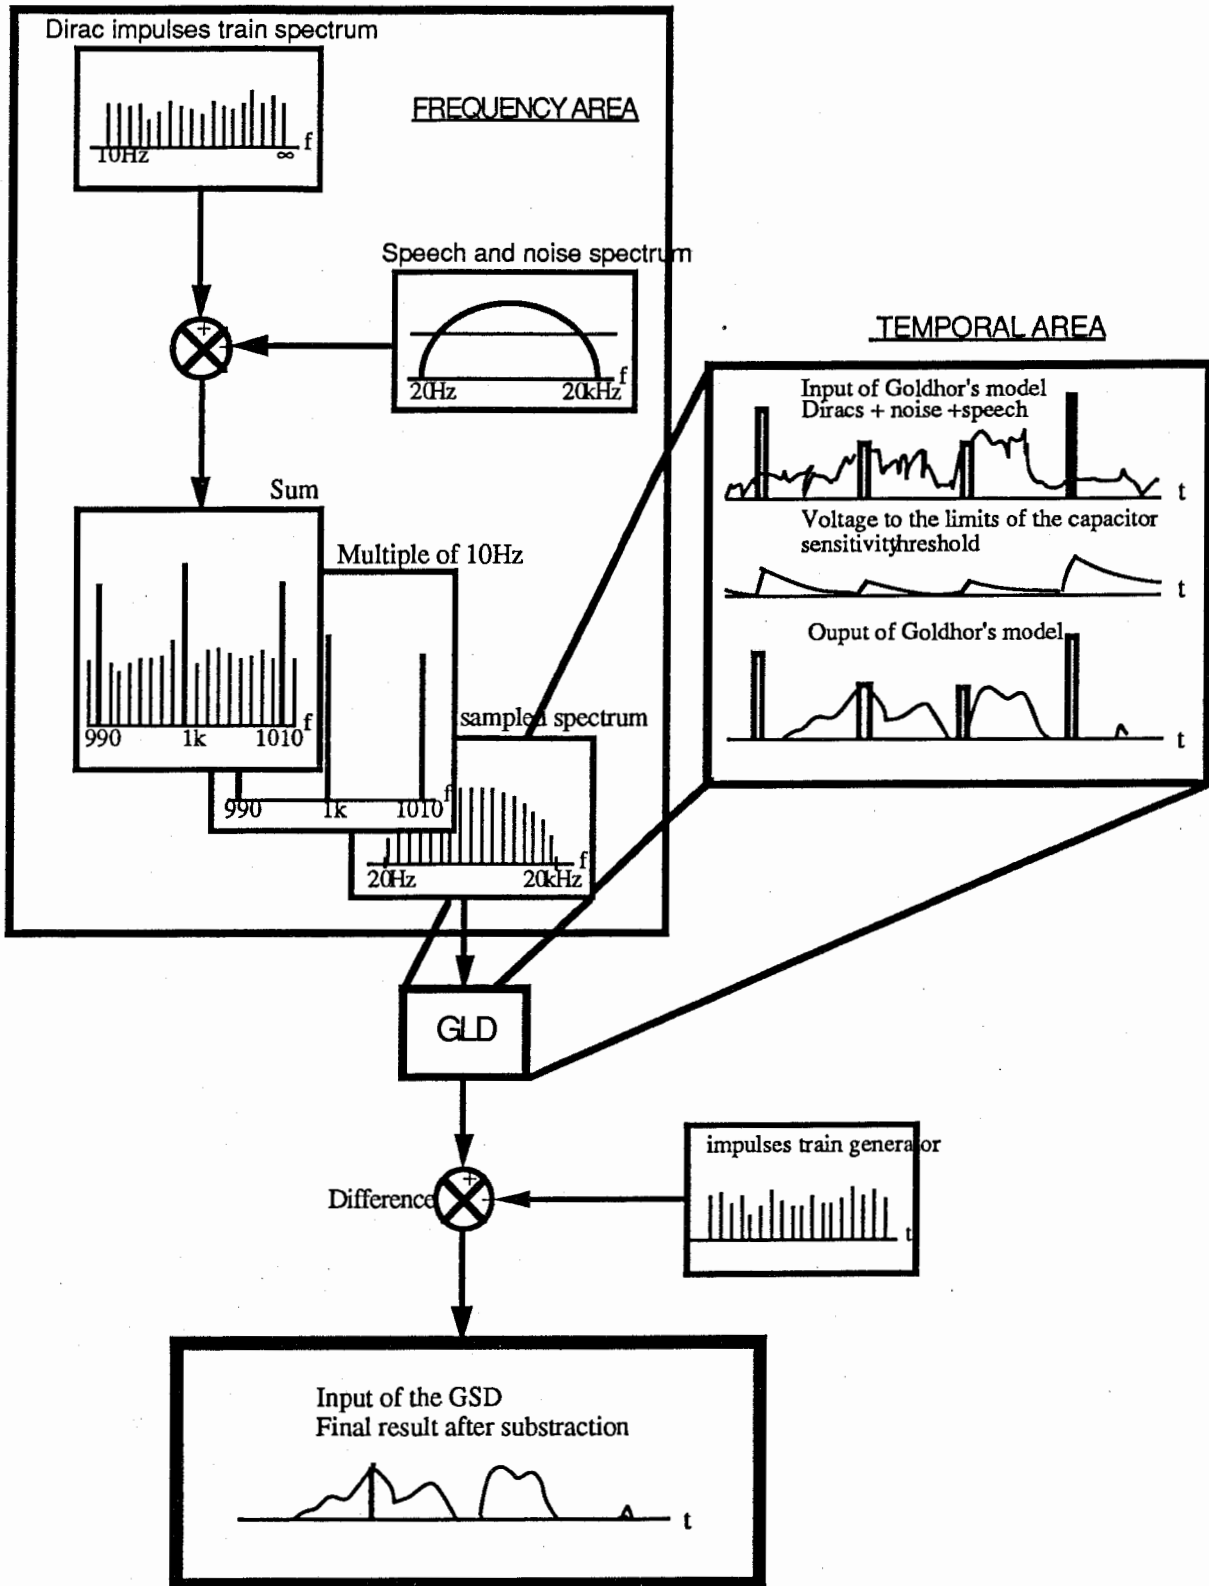 Dirac impulses train spectrum
FREQUENCY AREA
10Hz
∞
f
Speech and noise spectrum
+
20Hz
20kHz
f
TEMPORAL AREA
Input of Goldhor's model
Diracs + noise +speech
t
Voltage to the limits of the capacitor
sensitivity threshold
t
Ouput of Goldhor's model
t
Sum
990
1k
1010
f
Multiple of 10Hz
990
1k
1010
f
sampled spectrum
20Hz
20kHz
f
GLD
impulses train generator
t
Difference
+
-
Input of the GSD
Final result after substraction
t